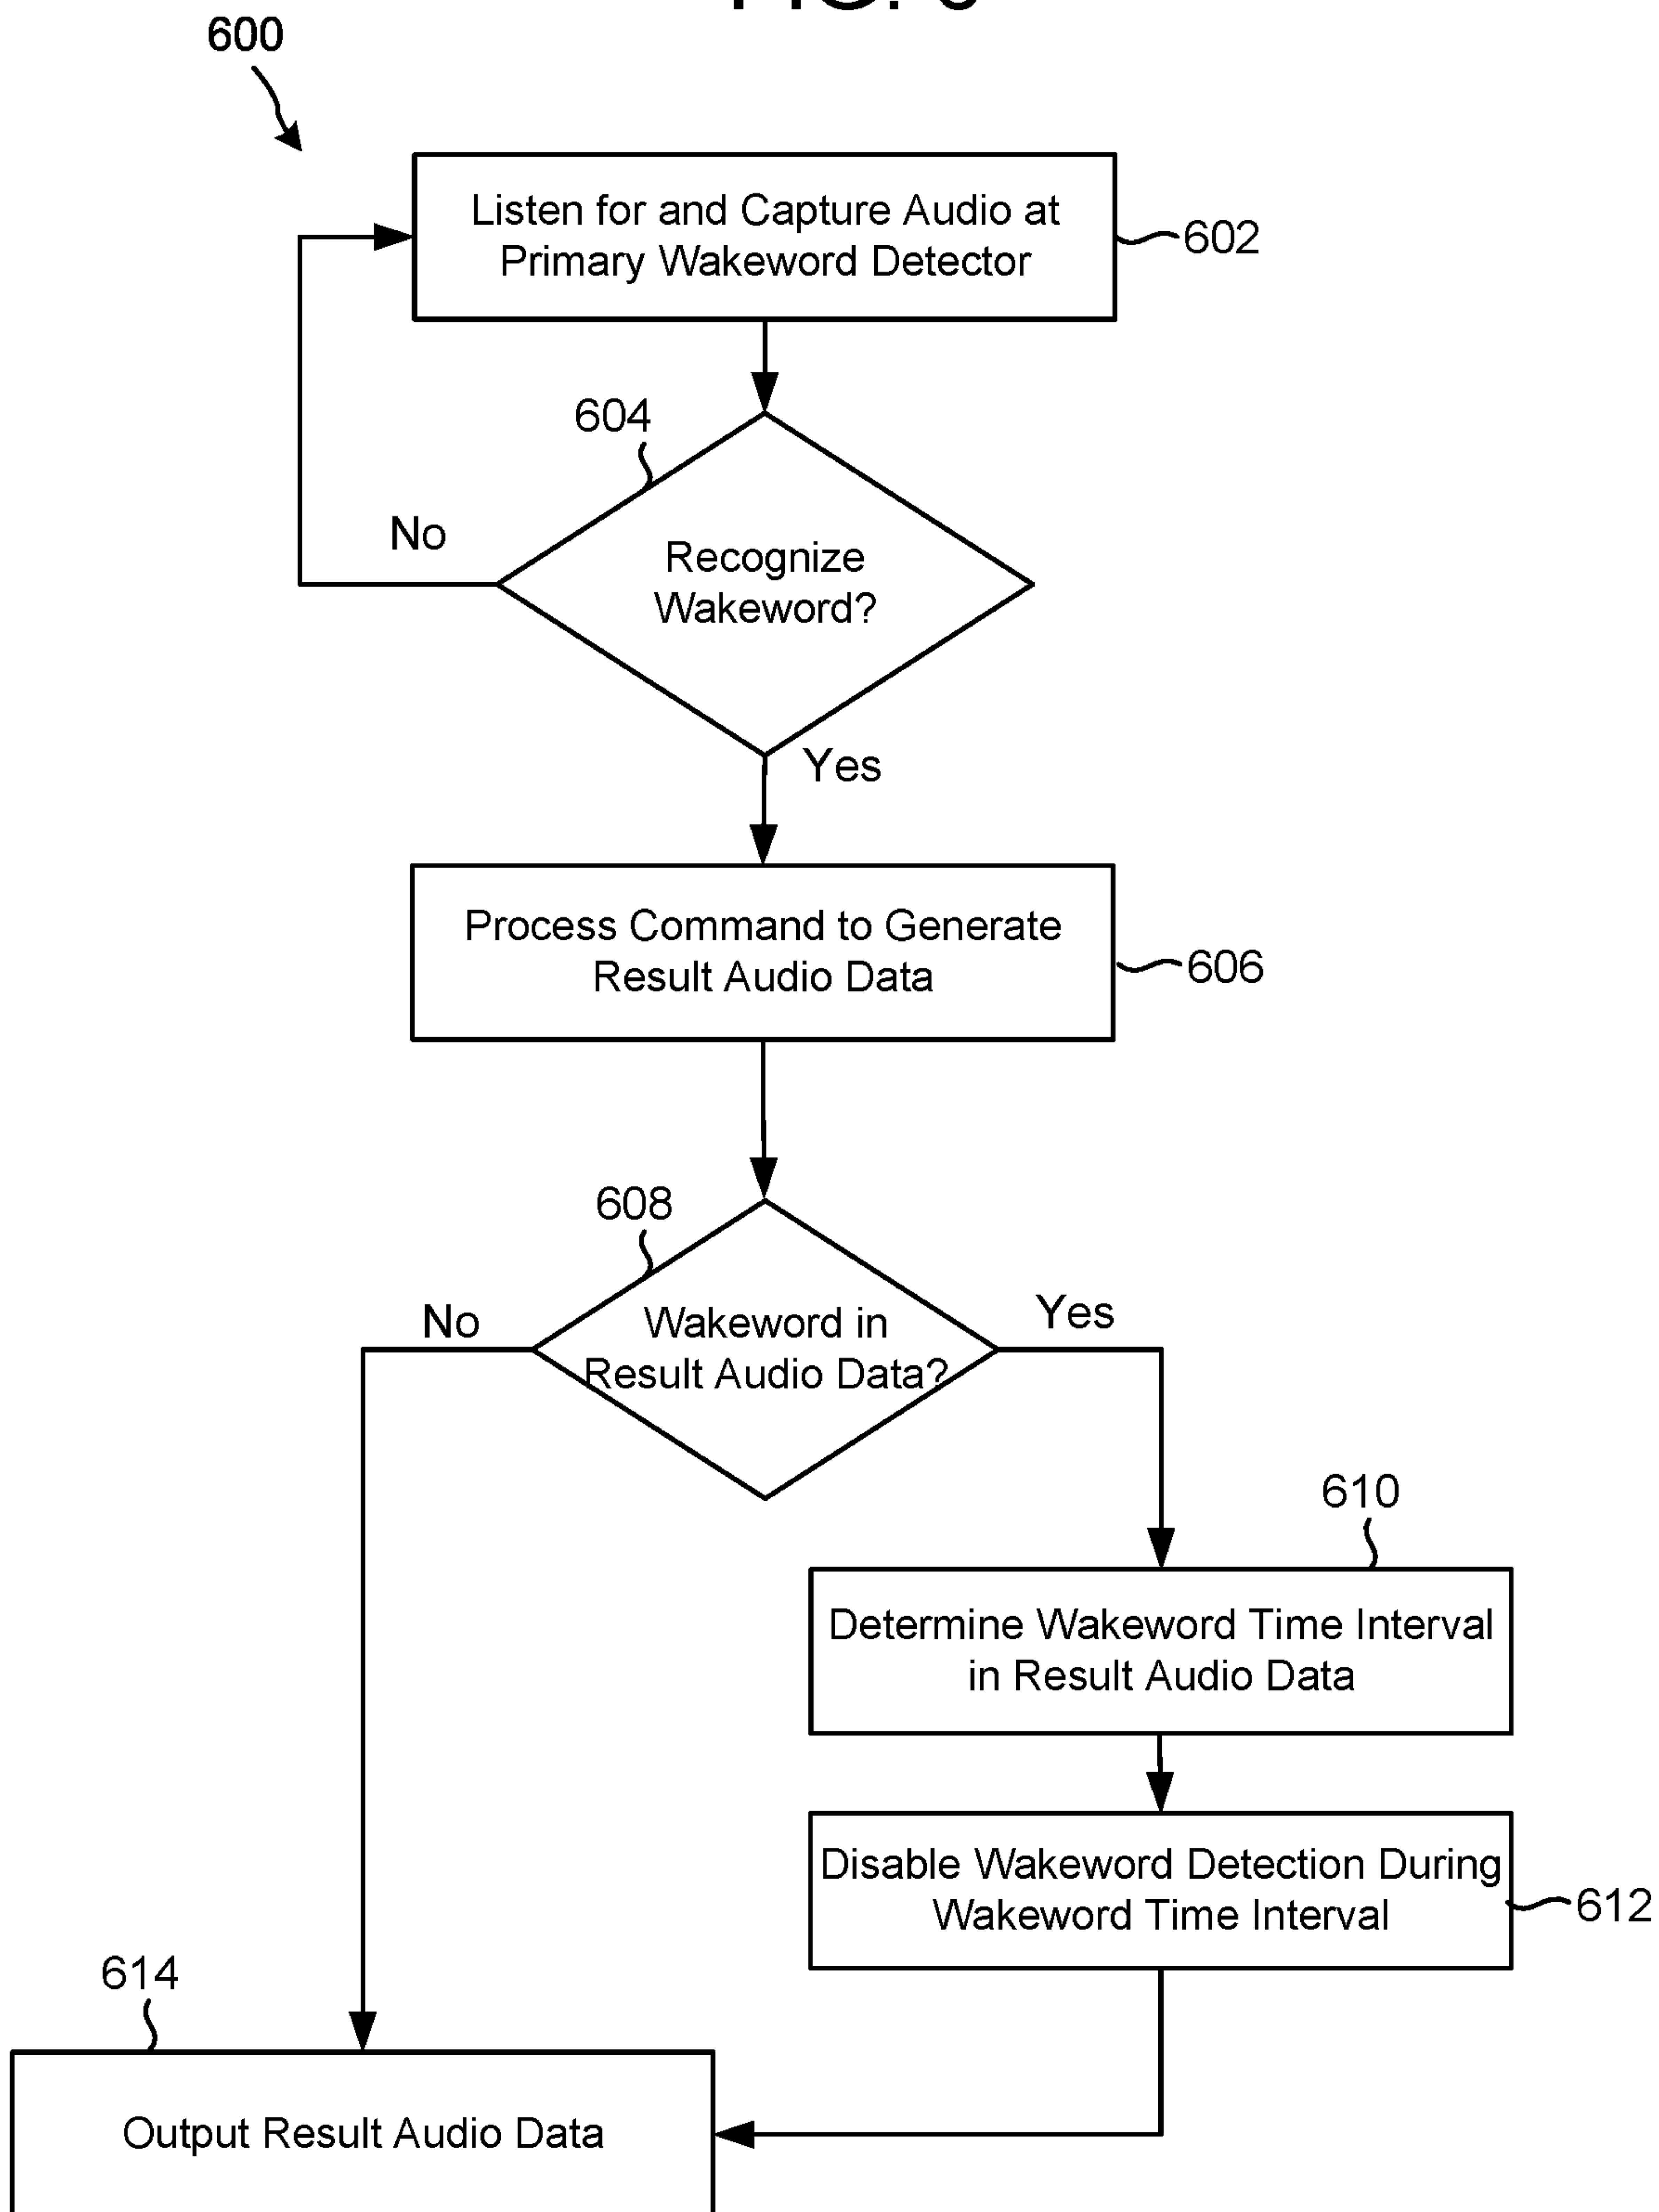 600
Listen for and Capture Audio at
Primary Wakeword Detector
602
604
No
Recognize
Wakeword?
Yes
Process Command to Generate
Result Audio Data
606
608
No
Wakeword in
Result Audio Data?
Yes
610
Determine Wakeword Time Interval
in Result Audio Data
Disable Wakeword Detection During
Wakeword Time Interval
612
614
Output Result Audio Data